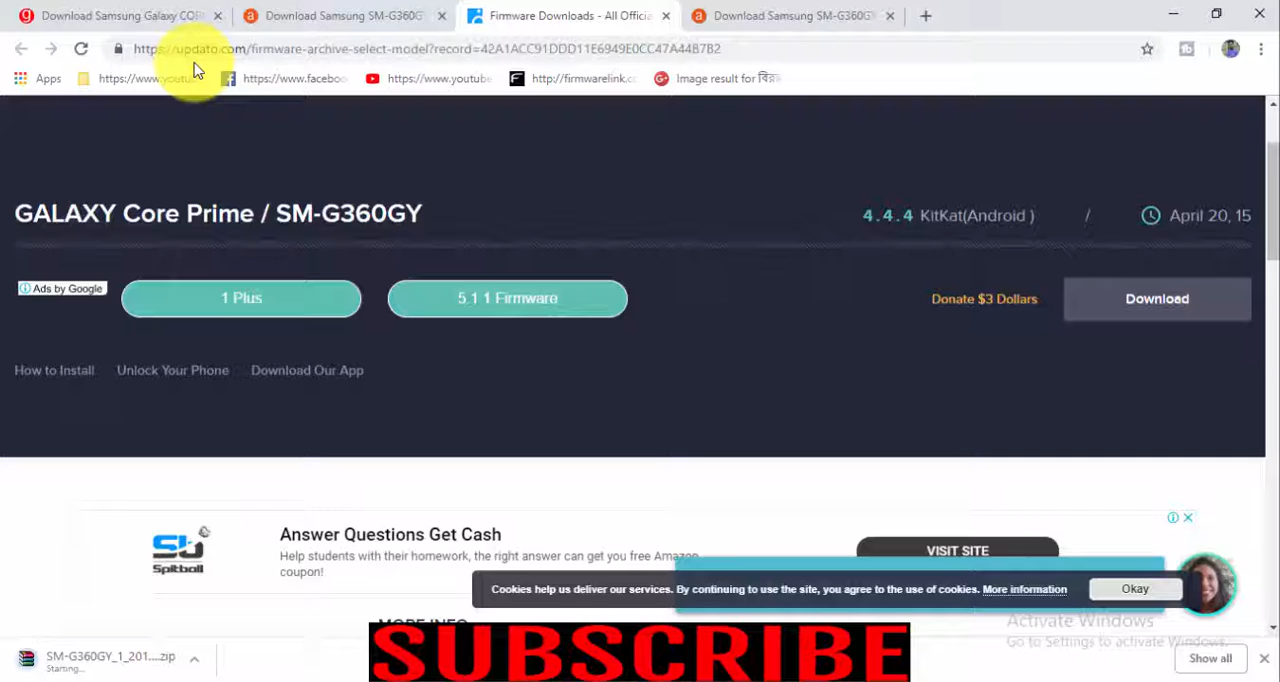 Download Samsung Galaxy COR
Download Samsung SM-G360G
Firmware Downloads - All Officia
Download Samsung SM-G360GY
https://updato.com/firmware-archive-select-model?record=42A1ACC91DDD11E6949E0CC47A44B7B2
Apps
https://www.youtu
https://www.faceboo
https://www.youtube
http://firmwarelink.cc
Image result for বির
GALAXY Core Prime / SM-G360GY
4.4.4 KitKat(Android ) / April 20, 15
Ads by Google
1 Plus
5.1 1 Firmware
Donate $3 Dollars
Download
How to Install Unlock Your Phone Download Our App
Spitball
Answer Questions Get Cash
Help students with their homework, the right answer can get you free Amazon
coupon!
VISIT SITE
Cookies help us deliver our services. By continuing to use the site, you agree to the use of cookies. More information
Okay
MORE INFO
Activate Windows
Go to Settings to activate Windows.
SM-G360GY_1_201....zip
Starting...
SUBSCRIBE
Show all